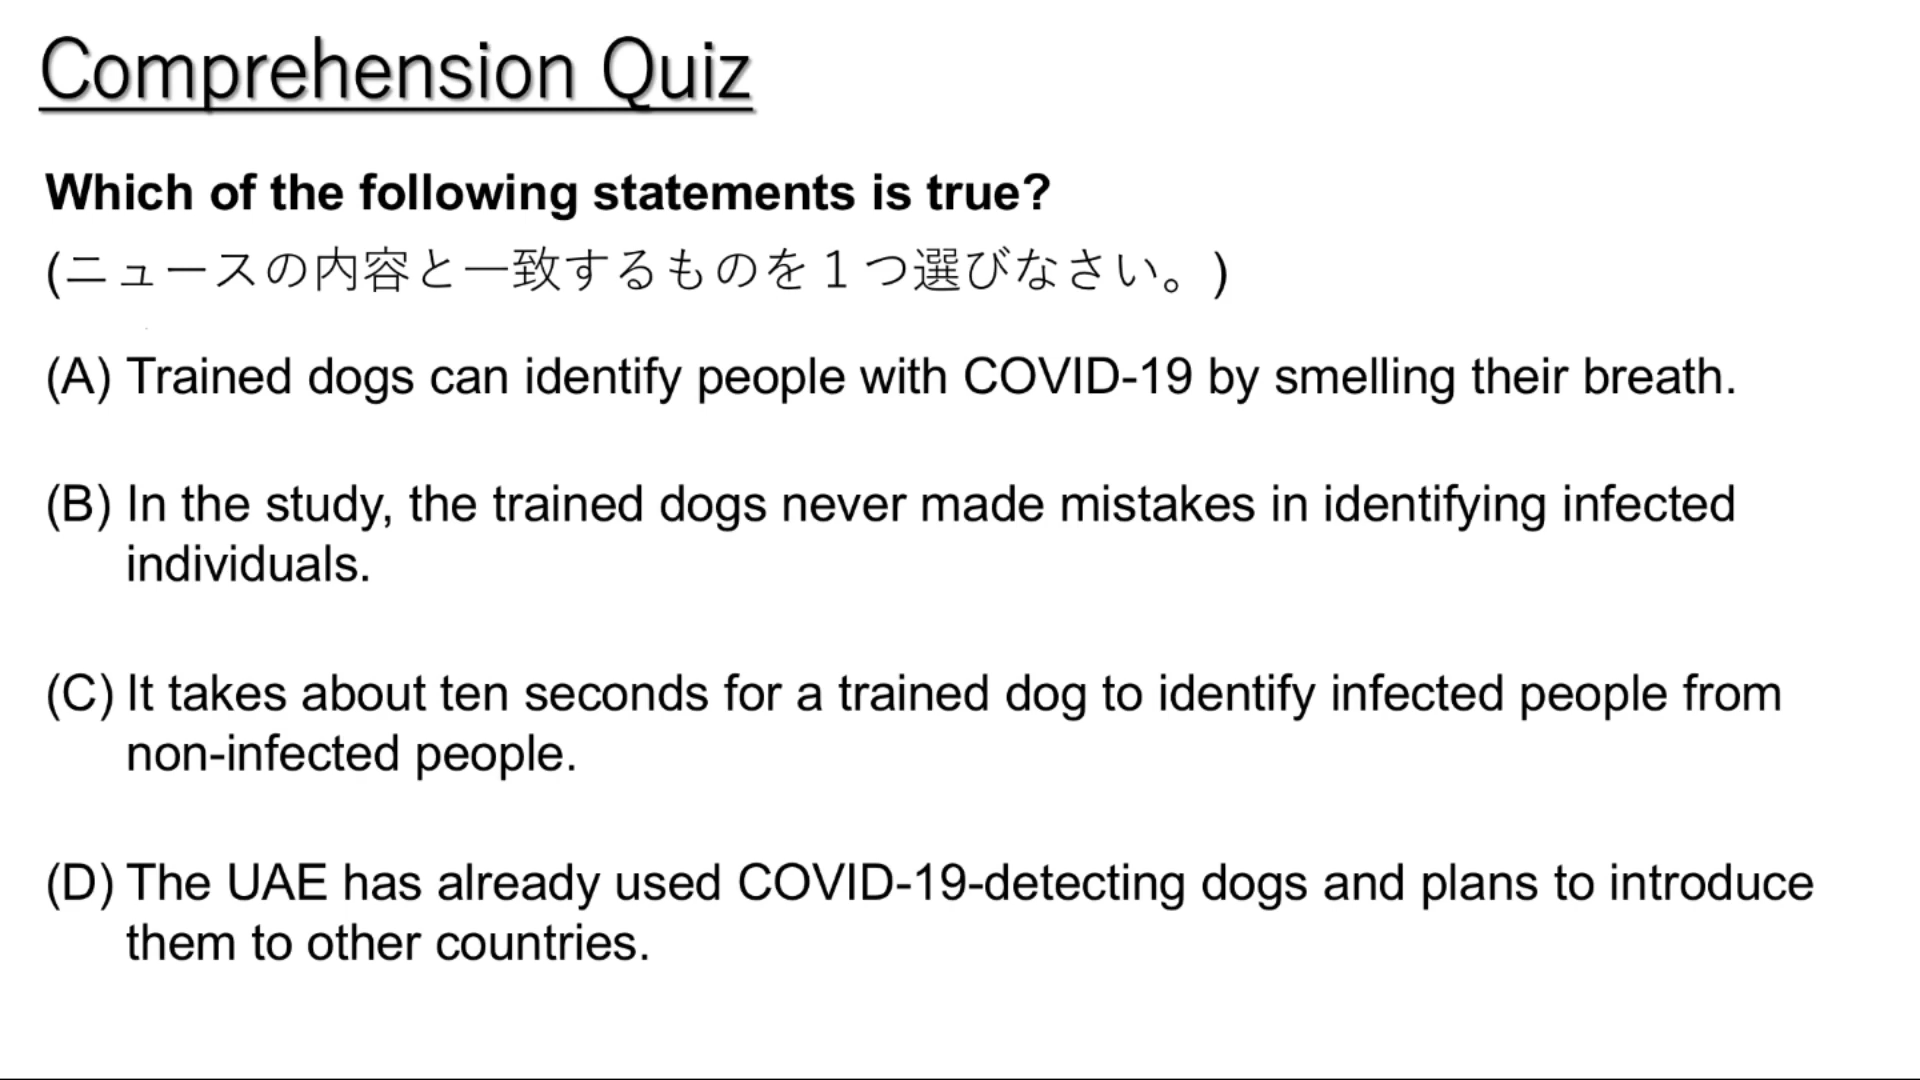 Comprehension Quiz
Which of the following statements is true?
(ニュースの内容と一致するものを１つ選びなさい。)
(A) Trained dogs can identify people with COVID-19 by smelling their breath.
(B) In the study, the trained dogs never made mistakes in identifying infected
individuals.
(C) It takes about ten seconds for a trained dog to identify infected people from
non-infected people.
(D) The UAE has already used COVID-19-detecting dogs and plans to introduce
them to other countries.